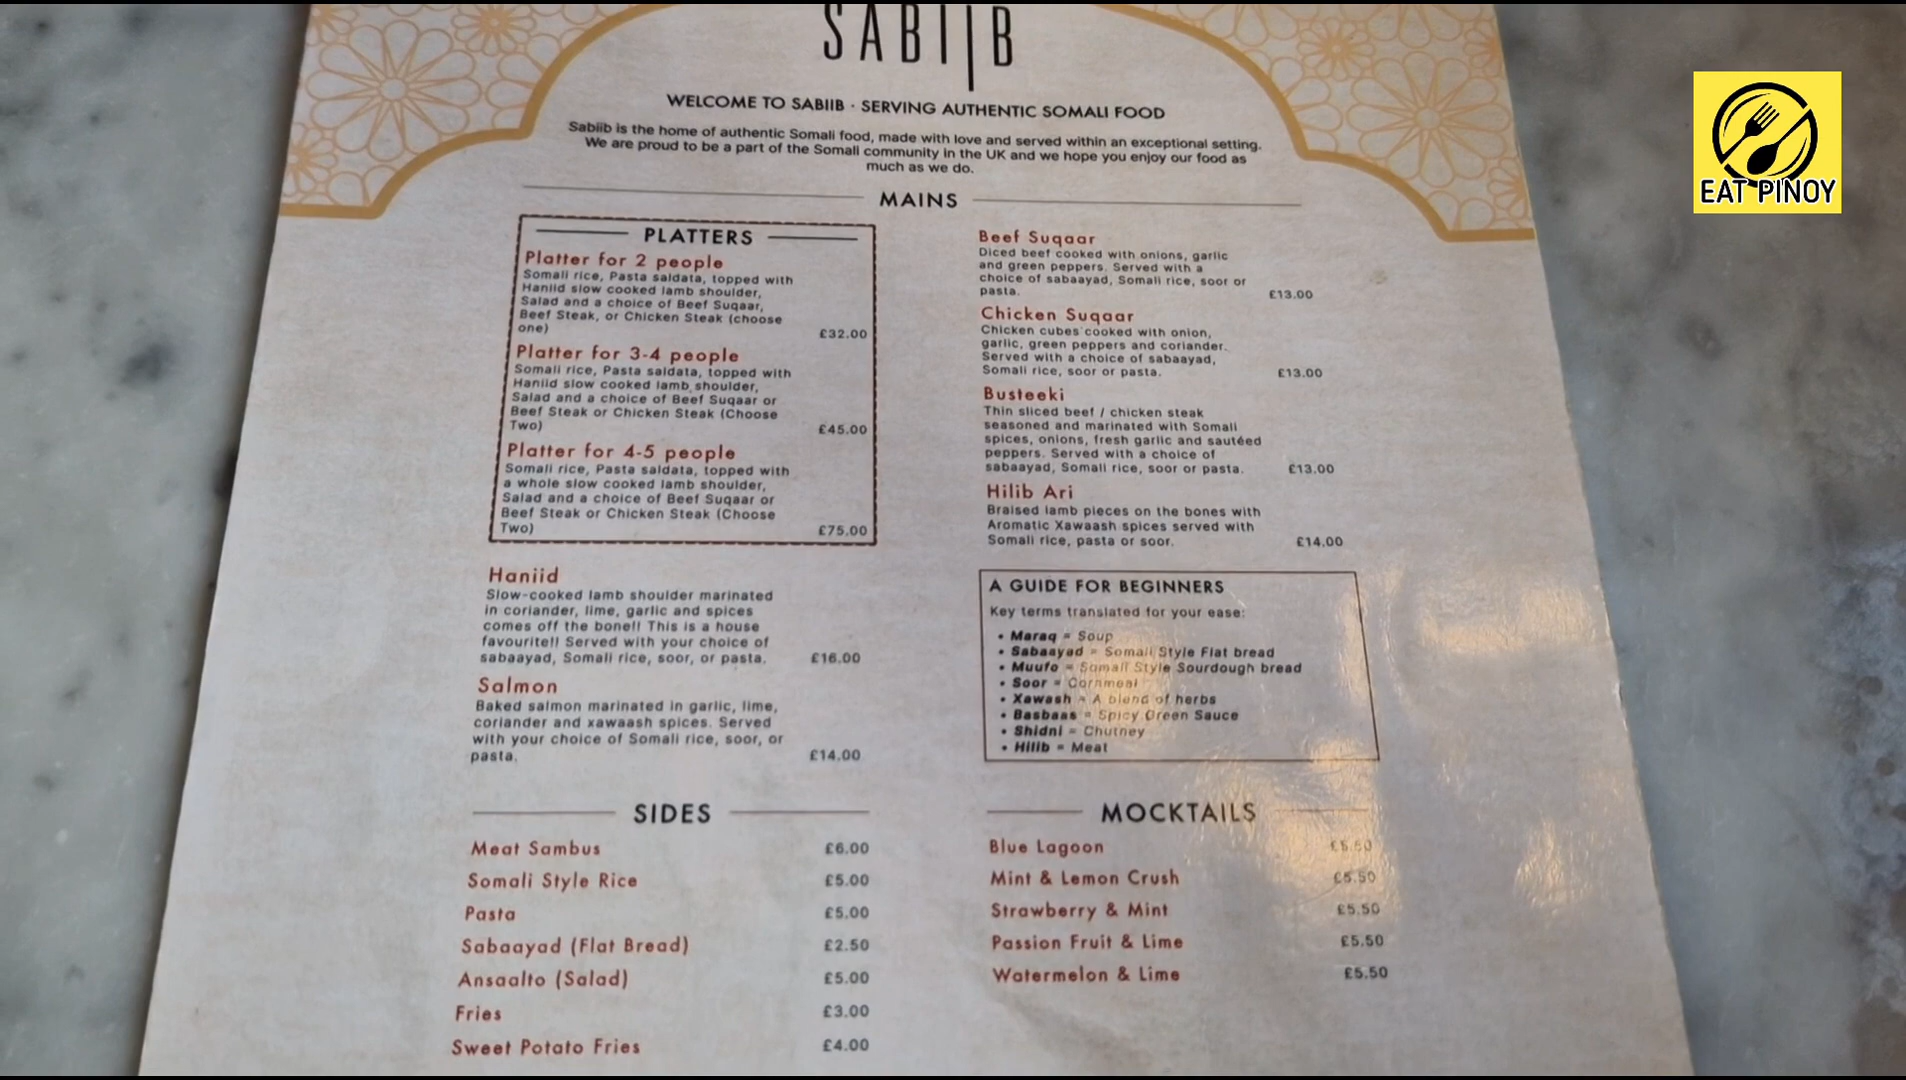 SABIIB
WELCOME TO SABIIB · SERVING AUTHENTIC SOMALI FOOD
Sabiib is the home of authentic Somali food, made with love and served within an exceptional setting.
We are proud to be a part of the Somali community in the UK and we hope you enjoy our food as
much as we do.
MAINS
PLATTERS
Platter for 2 people
Somali rice, Pasta saldata, topped with
Haniid slow cooked lamb shoulder,
Salad and a choice of Beef Suqaar,
Beef Steak, or Chicken Steak (choose
one) £32.00
Platter for 3-4 people
Somali rice, Pasta saldata, topped with
Haniid slow cooked lamb shoulder,
Salad and a choice of Beef Suqaar or
Beef Steak or Chicken Steak (Choose
Two) £45.00
Platter for 4-5 people
Somali rice, Pasta saldata, topped with
a whole slow cooked lamb shoulder,
Salad and a choice of Beef Suqaar or
Beef Steak or Chicken Steak (Choose
Two) £75.00
Haniid
Slow-cooked lamb shoulder marinated
in coriander, lime, garlic and spices
comes off the bone!! This is a house
favourite!! Served with your choice of
sabaayad, Somali rice, soor, or pasta. £16.00
Salmon
Baked salmon marinated in garlic, lime,
coriander and xawaash spices. Served
with your choice of Somali rice, soor, or
pasta. £14.00
Beef Suqaar
Diced beef cooked with onions, garlic
and green peppers. Served with a
choice of sabaayad, Somali rice, soor or
pasta. £13.00
Chicken Suqaar
Chicken cubes cooked with onion,
garlic, green peppers and coriander.
Served with a choice of sabaayad,
Somali rice, soor or pasta. £13.00
Busteeki
Thin sliced beef / chicken steak
seasoned and marinated with Somali
spices, onions, fresh garlic and sautéed
peppers. Served with a choice of
sabaayad, Somali rice, soor or pasta. £13.00
Hilib Ari
Braised lamb pieces on the bones with
Aromatic Xawaash spices served with
Somali rice, pasta or soor. £14.00
A GUIDE FOR BEGINNERS
Key terms translated for your ease:
• Maraq = Soup
• Sabaayad = Somali Style Flat bread
• Muufo = Somali Style Sourdough bread
• Soor = Cornmeal
• Xawash = A blend of herbs
• Basbaas = Spicy Green Sauce
• Shidni = Chutney
• Hilib = Meat
SIDES
Meat Sambus £6.00
Somali Style Rice £5.00
Pasta £5.00
Sabaayad (Flat Bread) £2.50
Ansaalto (Salad) £5.00
Fries £3.00
Sweet Potato Fries £4.00
MOCKTAILS
Blue Lagoon £5.50
Mint & Lemon Crush £5.50
Strawberry & Mint £5.50
Passion Fruit & Lime £5.50
Watermelon & Lime £5.50
EAT PINOY